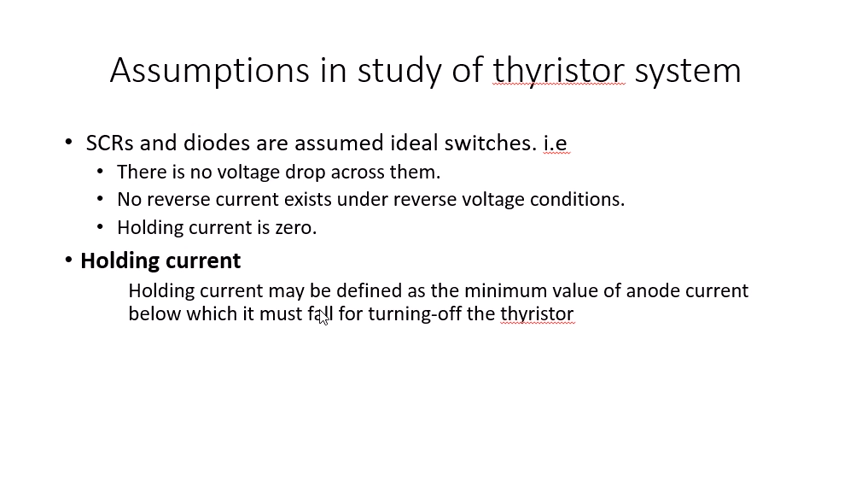 Assumptions in study of thyristor system
• SCRs and diodes are assumed ideal switches. i.e
• There is no voltage drop across them.
• No reverse current exists under reverse voltage conditions.
• Holding current is zero.
• Holding current
Holding current may be defined as the minimum value of anode current
below which it must fall for turning-off the thyristor